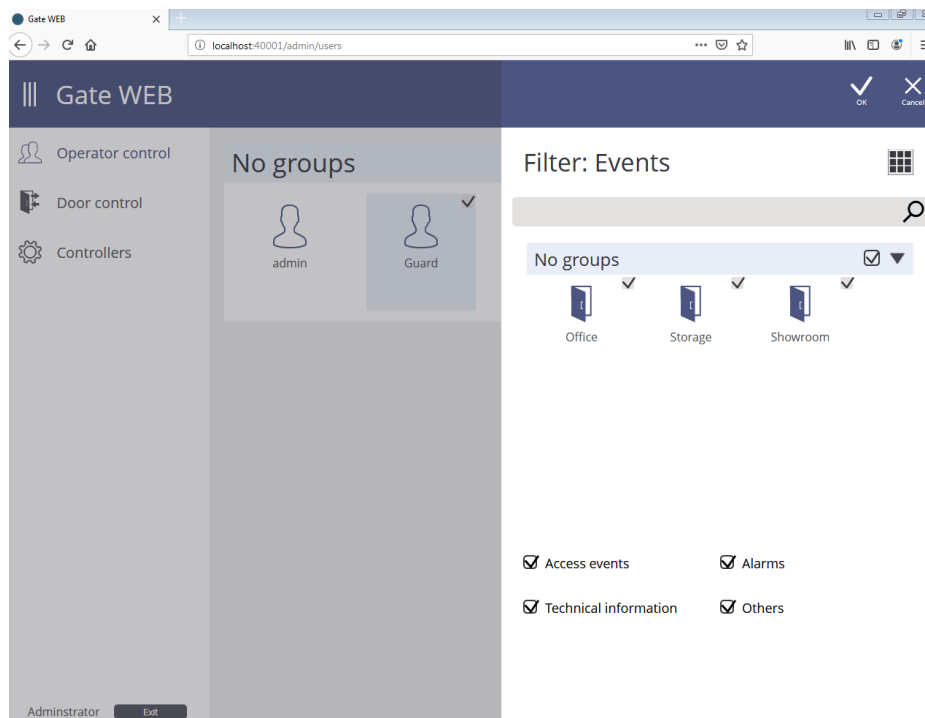 Gate WEB
localhost:40001/admin/users
Gate WEB
OK
Cancel
Operator control
Door control
Controllers
No groups
admin
Guard
Filter: Events
No groups
Office
Storage
Showroom
Access events
Alarms
Technical information
Others
Adminstrator
Exit